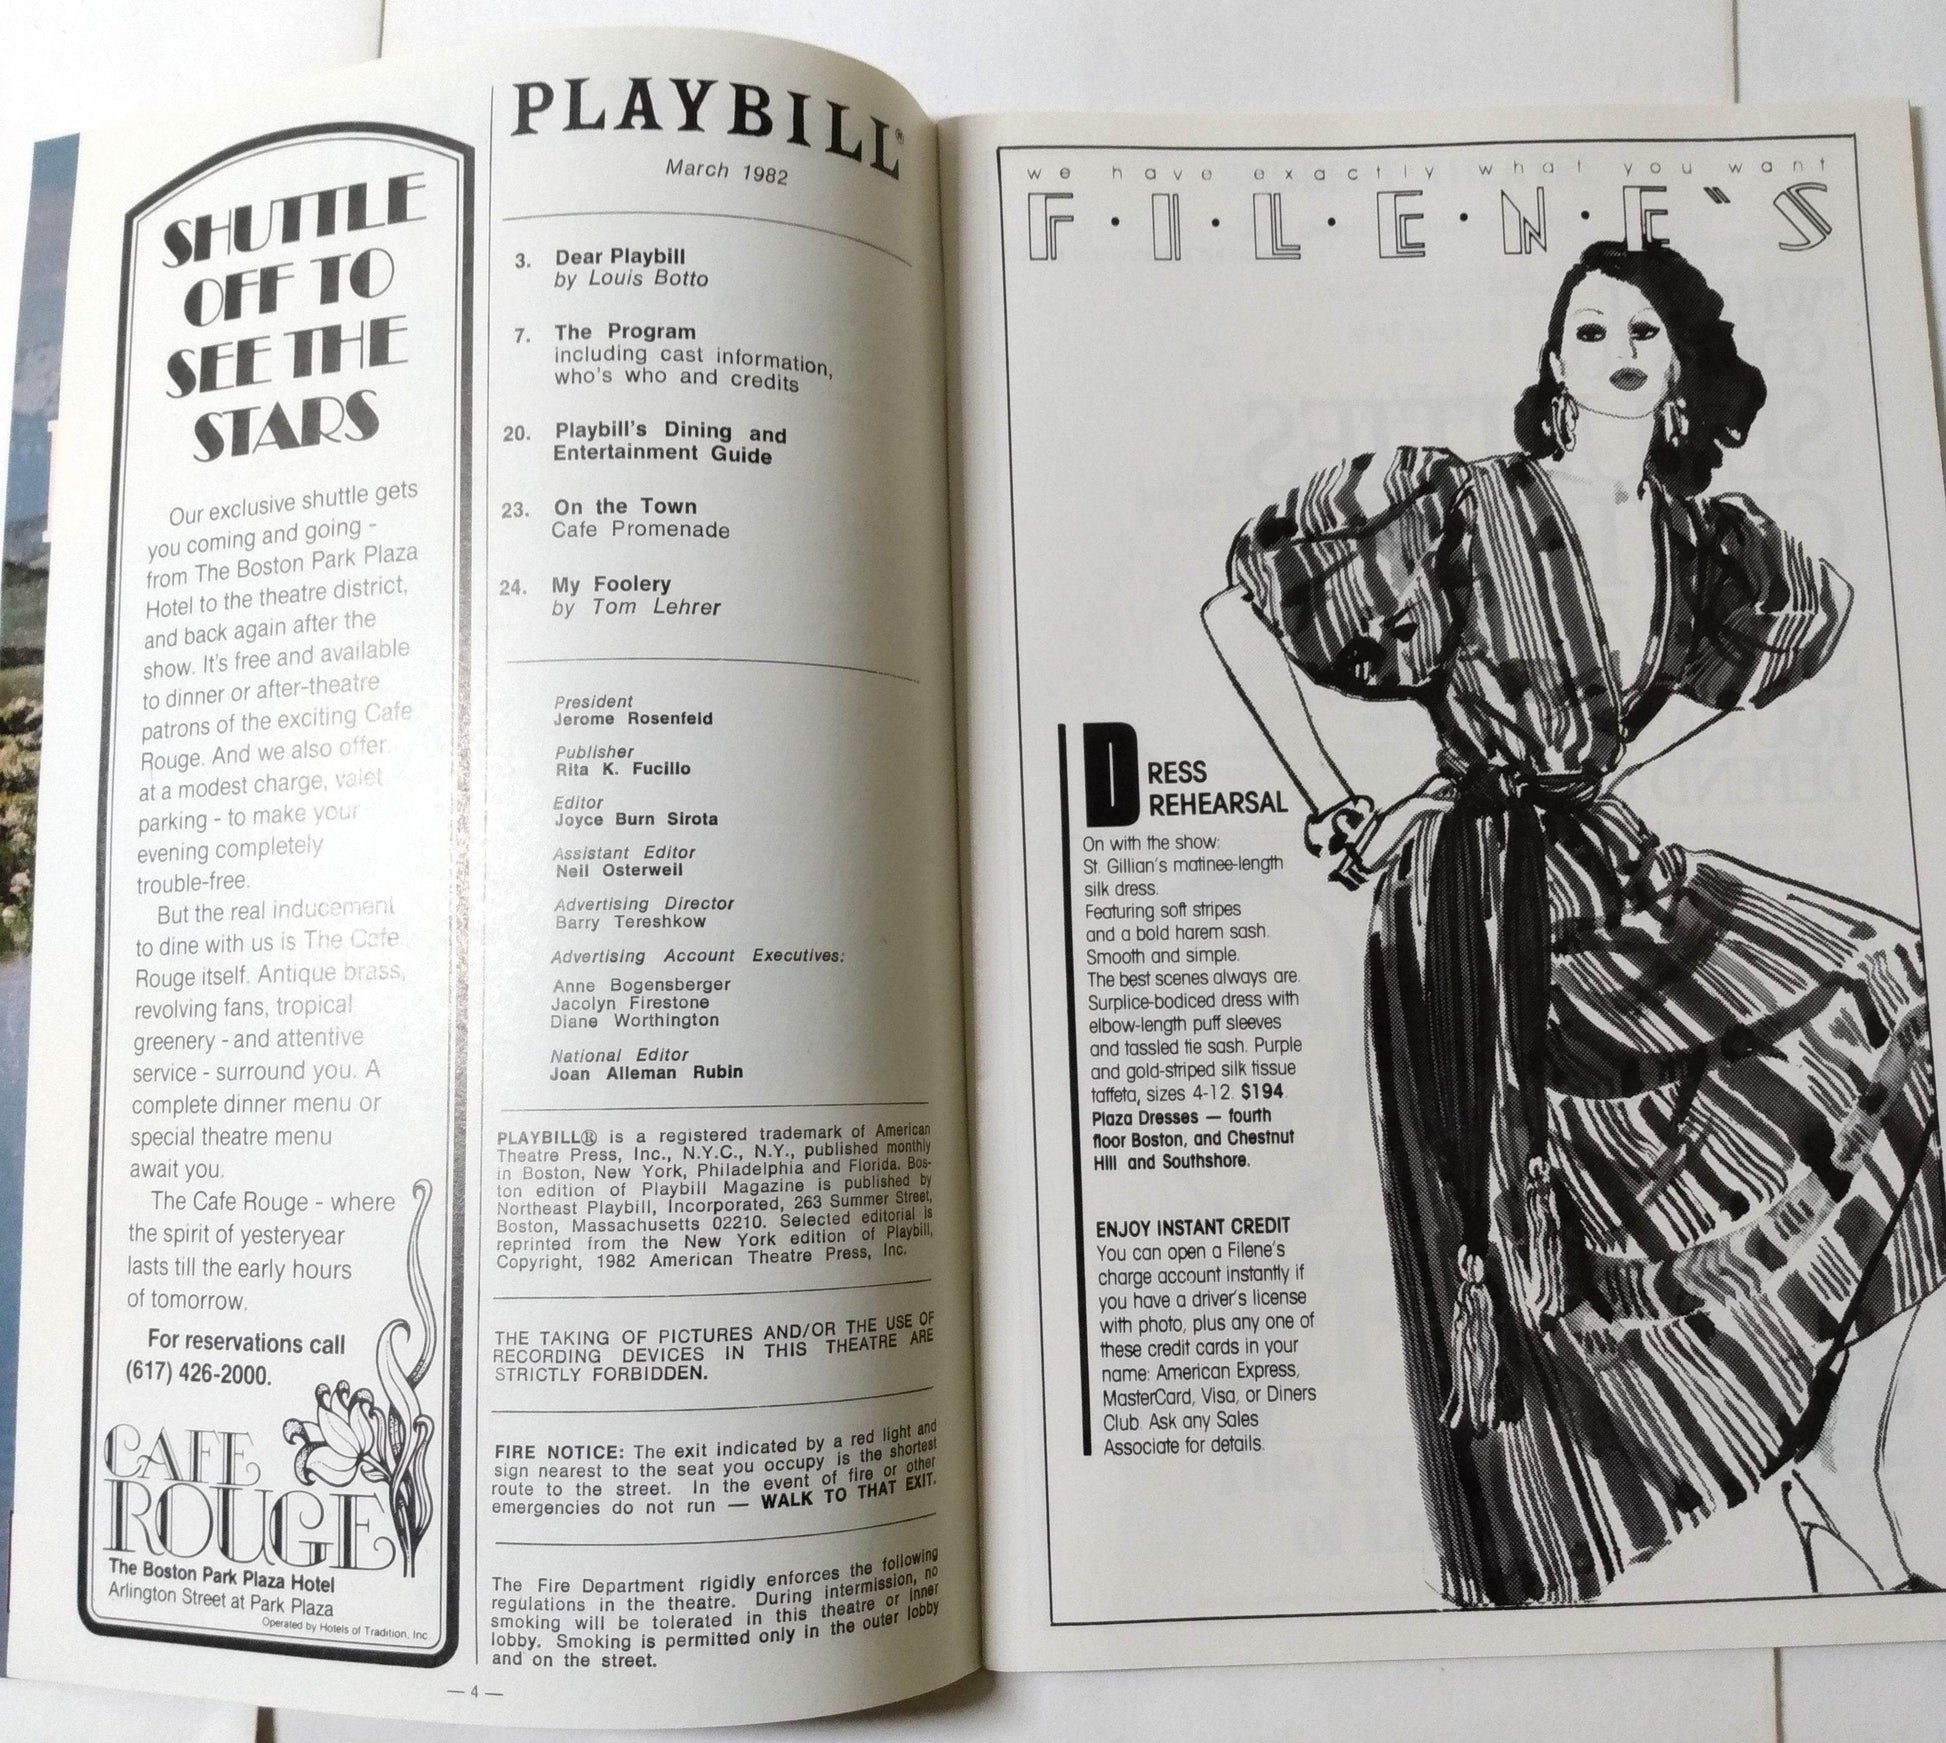 SHUTTLE
OFF TO
SEE THE
STARS
Our exclusive shuttle gets
you coming and going -
from The Boston Park Plaza
Hotel to the theatre district,
and back again after the
show. It's free and available
to dinner or after-theatre
patrons of the exciting Cafe
Rouge. And we also offer,
at a modest charge, valet
parking - to make your
evening completely
trouble-free.
But the real inducement
to dine with us is The Cafe
Rouge itself. Antique brass,
revolving fans, tropical
greenery - and attentive
service - surround you. A
complete dinner menu or
special theatre menu
await you.
The Cafe Rouge - where
the spirit of yesteryear
lasts till the early hours
of tomorrow.
For reservations call
(617) 426-2000.
CAFE
ROUGE
The Boston Park Plaza Hotel
Arlington Street at Park Plaza
Operated by Hotels of Tradition, Inc
PLAYBILL®
March 1982
3. Dear Playbill
by Louis Botto
7. The Program
including cast information,
who's who and credits
20. Playbill's Dining and
Entertainment Guide
23. On the Town
Cafe Promenade
24. My Foolery
by Tom Lehrer
President
Jerome Rosenfeld
Publisher
Rita K. Fucillo
Editor
Joyce Burn Sirota
Assistant Editor
Neil Osterweil
Advertising Director
Barry Tereshkow
Advertising Account Executives:
Anne Bogensberger
Jacolyn Firestone
Diane Worthington
National Editor
Joan Alleman Rubin
PLAYBILL® is a registered trademark of American
Theatre Press, Inc., N.Y.C., N.Y., published monthly
in Boston, New York, Philadelphia and Florida. Bos-
ton edition of Playbill Magazine is published by
Northeast Playbill, Incorporated, 263 Summer Street,
Boston, Massachusetts 02210. Selected editorial is
reprinted from the New York edition of Playbill,
Copyright, 1982 American Theatre Press, Inc.
THE TAKING OF PICTURES AND/OR THE USE OF
RECORDING DEVICES IN THIS THEATRE ARE
STRICTLY FORBIDDEN.
FIRE NOTICE: The exit indicated by a red light and
sign nearest to the seat you occupy is the shortest
route to the street. In the event of fire or other
emergencies do not run — WALK TO THAT EXIT.
The Fire Department rigidly enforces the following
regulations in the theatre. During intermission, no
smoking will be tolerated in this theatre or inner
lobby. Smoking is permitted only in the outer lobby
and on the street.
— 4 —
we have exactly what you want
F·I·L·E·N·E'S
DRESS
REHEARSAL
On with the show:
St. Gillian's matinee-length
silk dress.
Featuring soft stripes
and a bold harem sash.
Smooth and simple.
The best scenes always are.
Surplice-bodiced dress with
elbow-length puff sleeves
and tassled tie sash. Purple
and gold-striped silk tissue
taffeta, sizes 4-12. $194.
Plaza Dresses — fourth
floor Boston, and Chestnut
Hill and Southshore.
ENJOY INSTANT CREDIT
You can open a Filene's
charge account instantly if
you have a driver's license
with photo, plus any one of
these credit cards in your
name: American Express,
MasterCard, Visa, or Diners
Club. Ask any Sales
Associate for details.